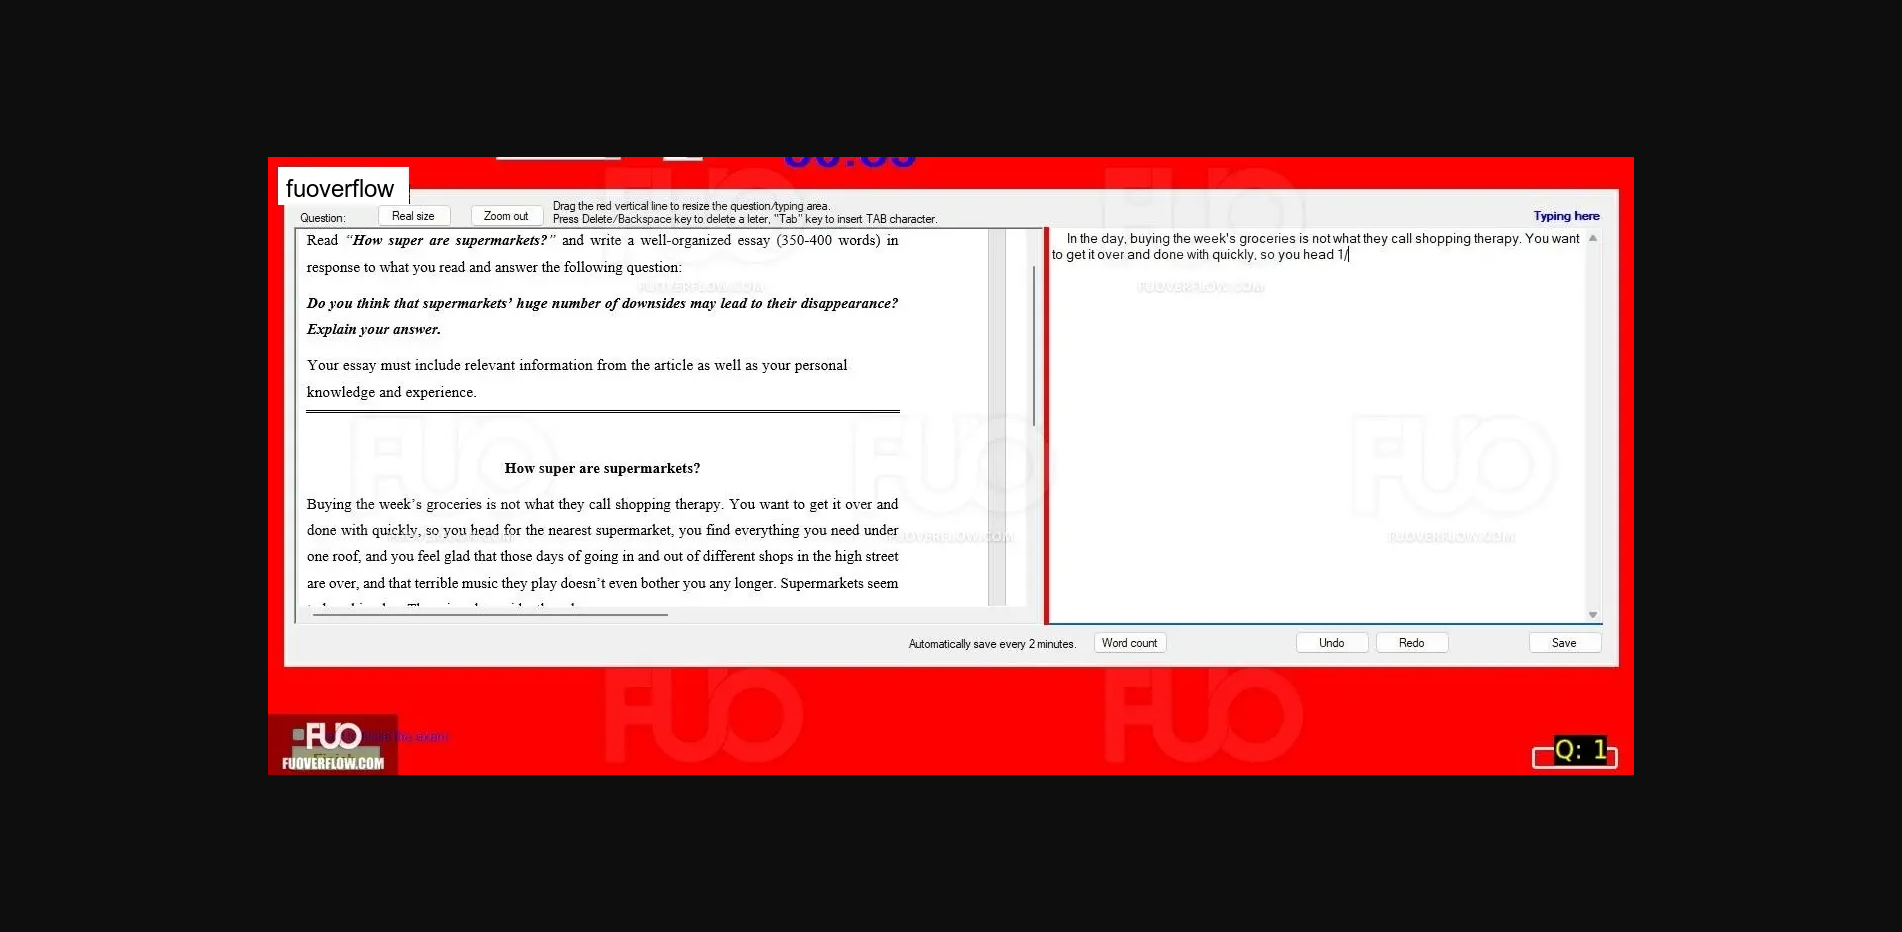 fuoverflow
Question:
Real size
Zoom out
Drag the red vertical line to resize the question/typing area.
Press Delete/Backspace key to delete a leter, "Tab" key to insert TAB character.
Typing here
Read “How super are supermarkets?” and write a well-organized essay (350-400 words) in
response to what you read and answer the following question:
Do you think that supermarkets’ huge number of downsides may lead to their disappearance?
Explain your answer.
Your essay must include relevant information from the article as well as your personal
knowledge and experience.
How super are supermarkets?
Buying the week’s groceries is not what they call shopping therapy. You want to get it over and
done with quickly, so you head for the nearest supermarket, you find everything you need under
one roof, and you feel glad that those days of going in and out of different shops in the high street
are over, and that terrible music they play doesn’t even bother you any longer. Supermarkets seem
In the day, buying the week's groceries is not what they call shopping therapy. You want
to get it over and done with quickly, so you head 1/
Automatically save every 2 minutes.
Word count
Undo
Redo
Save
FUO
FUOVERFLOW.COM
the exam
Q: 1